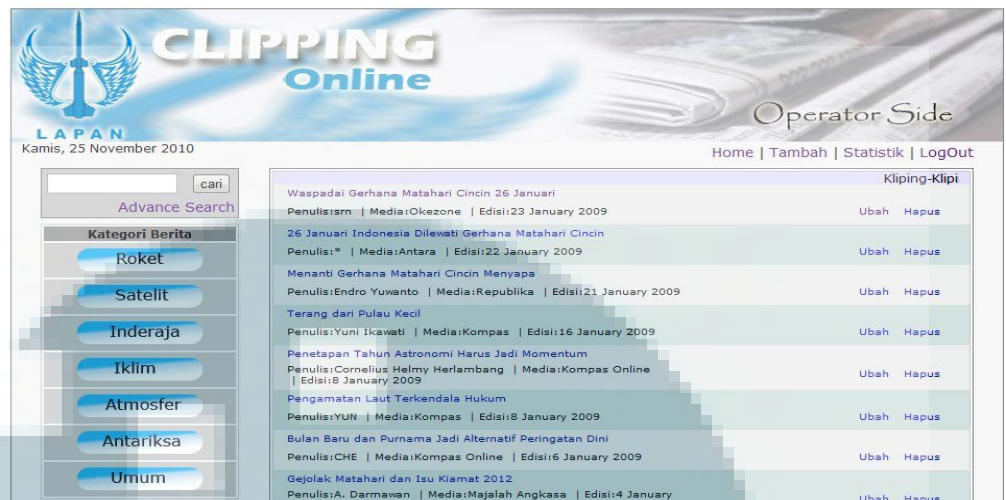 CLIPPING
Online
LAPAN
Operator Side
Kamis, 25 November 2010
Home | Tambah | Statistik | LogOut
cari
Advance Search
Kategori Berita
Roket
Satelit
Inderaja
Iklim
Atmosfer
Antariksa
Umum
Kliping-Klipi
Waspadai Gerhana Matahari Cincin 26 Januari
Penulis:srn | Media:Okezone | Edisi:23 January 2009 Ubah Hapus
26 Januari Indonesia Dilewati Gerhana Matahari Cincin
Penulis:* | Media:Antara | Edisi:22 January 2009 Ubah Hapus
Menanti Gerhana Matahari Cincin Menyapa
Penulis:Endro Yuwanto | Media:Republika | Edisi:21 January 2009 Ubah Hapus
Terang dari Pulau Kecil
Penulis:Yuni Ikawati | Media:Kompas | Edisi:16 January 2009 Ubah Hapus
Penetapan Tahun Astronomi Harus Jadi Momentum
Penulis:Cornelius Helmy Herlambang | Media:Kompas Online
| Edisi:8 January 2009 Ubah Hapus
Pengamatan Laut Terkendala Hukum
Penulis:YUN | Media:Kompas | Edisi:8 January 2009 Ubah Hapus
Bulan Baru dan Purnama Jadi Alternatif Peringatan Dini
Penulis:CHE | Media:Kompas Online | Edisi:6 January 2009 Ubah Hapus
Gejolak Matahari dan Isu Kiamat 2012
Penulis:A. Darmawan | Media:Majalah Angkasa | Edisi:4 January Ubah Hapus